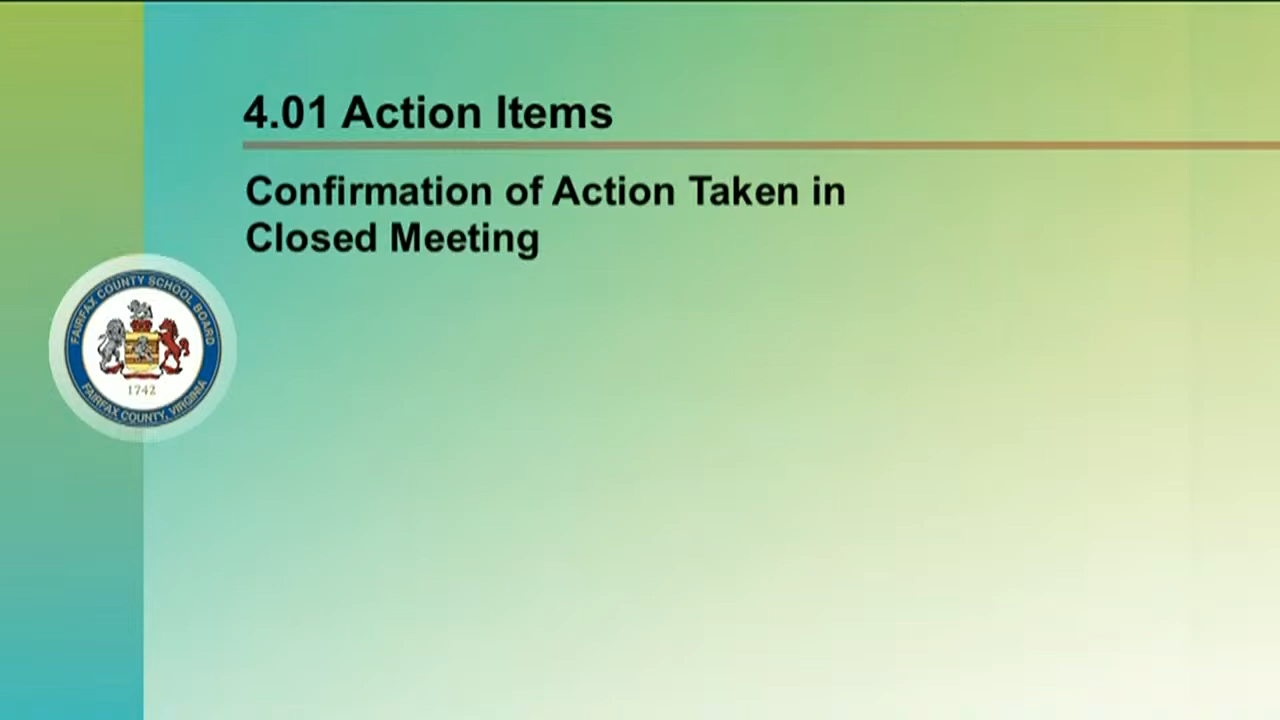 4.01 Action Items
Confirmation of Action Taken in
Closed Meeting
FAIRFAX COUNTY SCHOOL BOARD
1742
FAIRFAX COUNTY, VIRGINIA